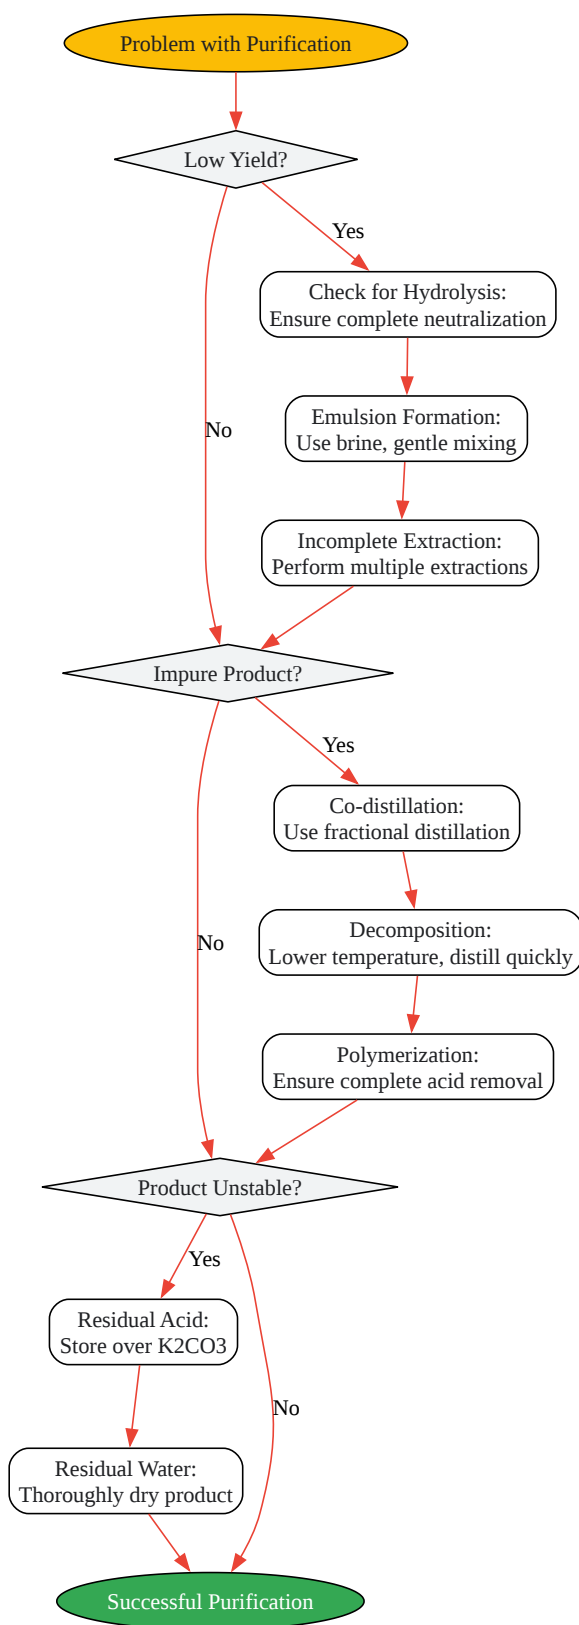 Problem with Purification
Low Yield?
Yes
Check for Hydrolysis:
Ensure complete neutralization
No
Emulsion Formation:
Use brine, gentle mixing
Incomplete Extraction:
Perform multiple extractions
Impure Product?
Yes
Co-distillation:
Use fractional distillation
No
Decomposition:
Lower temperature, distill quickly
Polymerization:
Ensure complete acid removal
Product Unstable?
Yes
Residual Acid:
Store over K2CO3
No
Residual Water:
Thoroughly dry product
Successful Purification